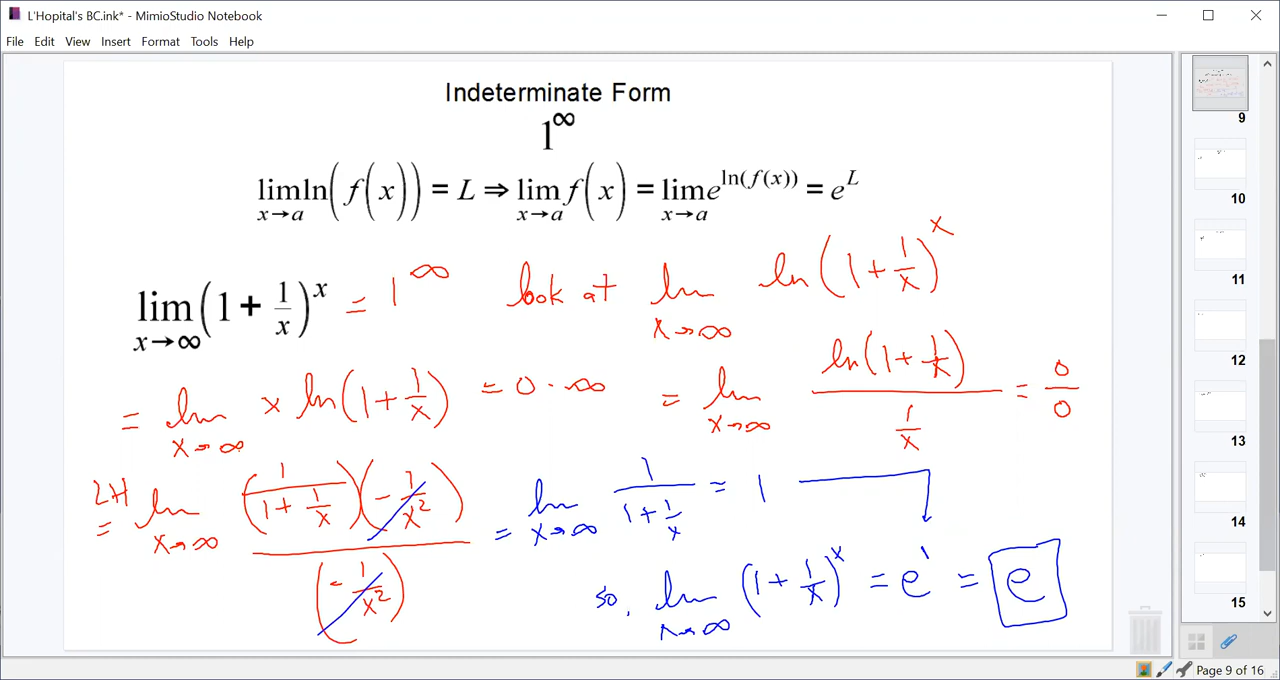 L'Hopital's BC.ink* - MimioStudio Notebook
File Edit View Insert Format Tools Help
Indeterminate Form
1^∞
lim x→a ln(f(x)) = L ⇒ lim x→a f(x) = lim x→a e^ln(f(x)) = e^L
lim x→∞ (1 + 1/x)^x = 1^∞ look at lim x→∞ ln(1 + 1/x)^x
= lim x→∞ x ln(1 + 1/x) = 0·∞ = lim x→∞ ln(1 + 1/x) / (1/x) = 0/0
LH = lim x→∞ (1/(1 + 1/x))(-1/x²) / (-1/x²) = lim x→∞ 1/(1 + 1/x) = 1
so, lim x→∞ (1 + 1/x)^x = e^1 = e
9
10
11
12
13
14
15
Page 9 of 16